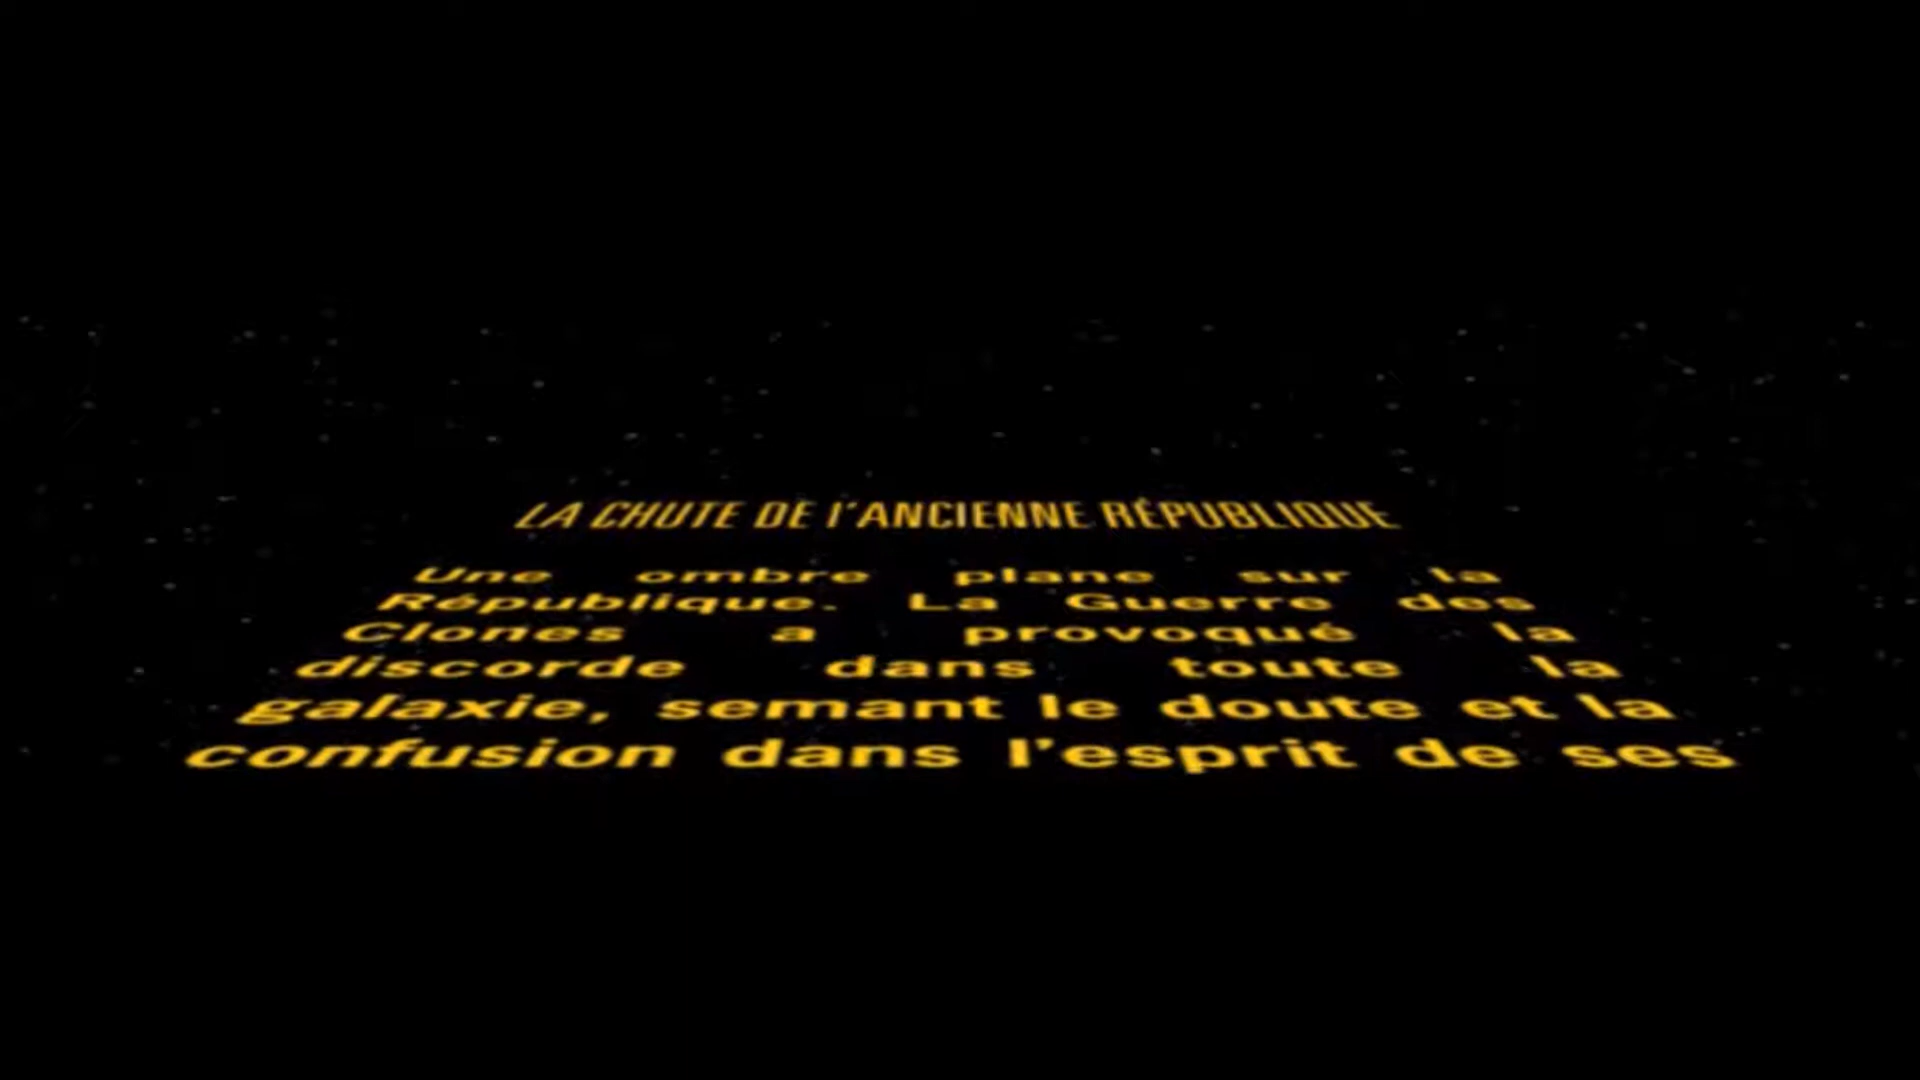 LA CHUTE DE l'ANCIENNE RÉPUBLIQUE
Une ombre plane sur la
République. La Guerre des
Clones a provoqué la
discorde dans toute la
galaxie, semant le doute et la
confusion dans l'esprit de ses